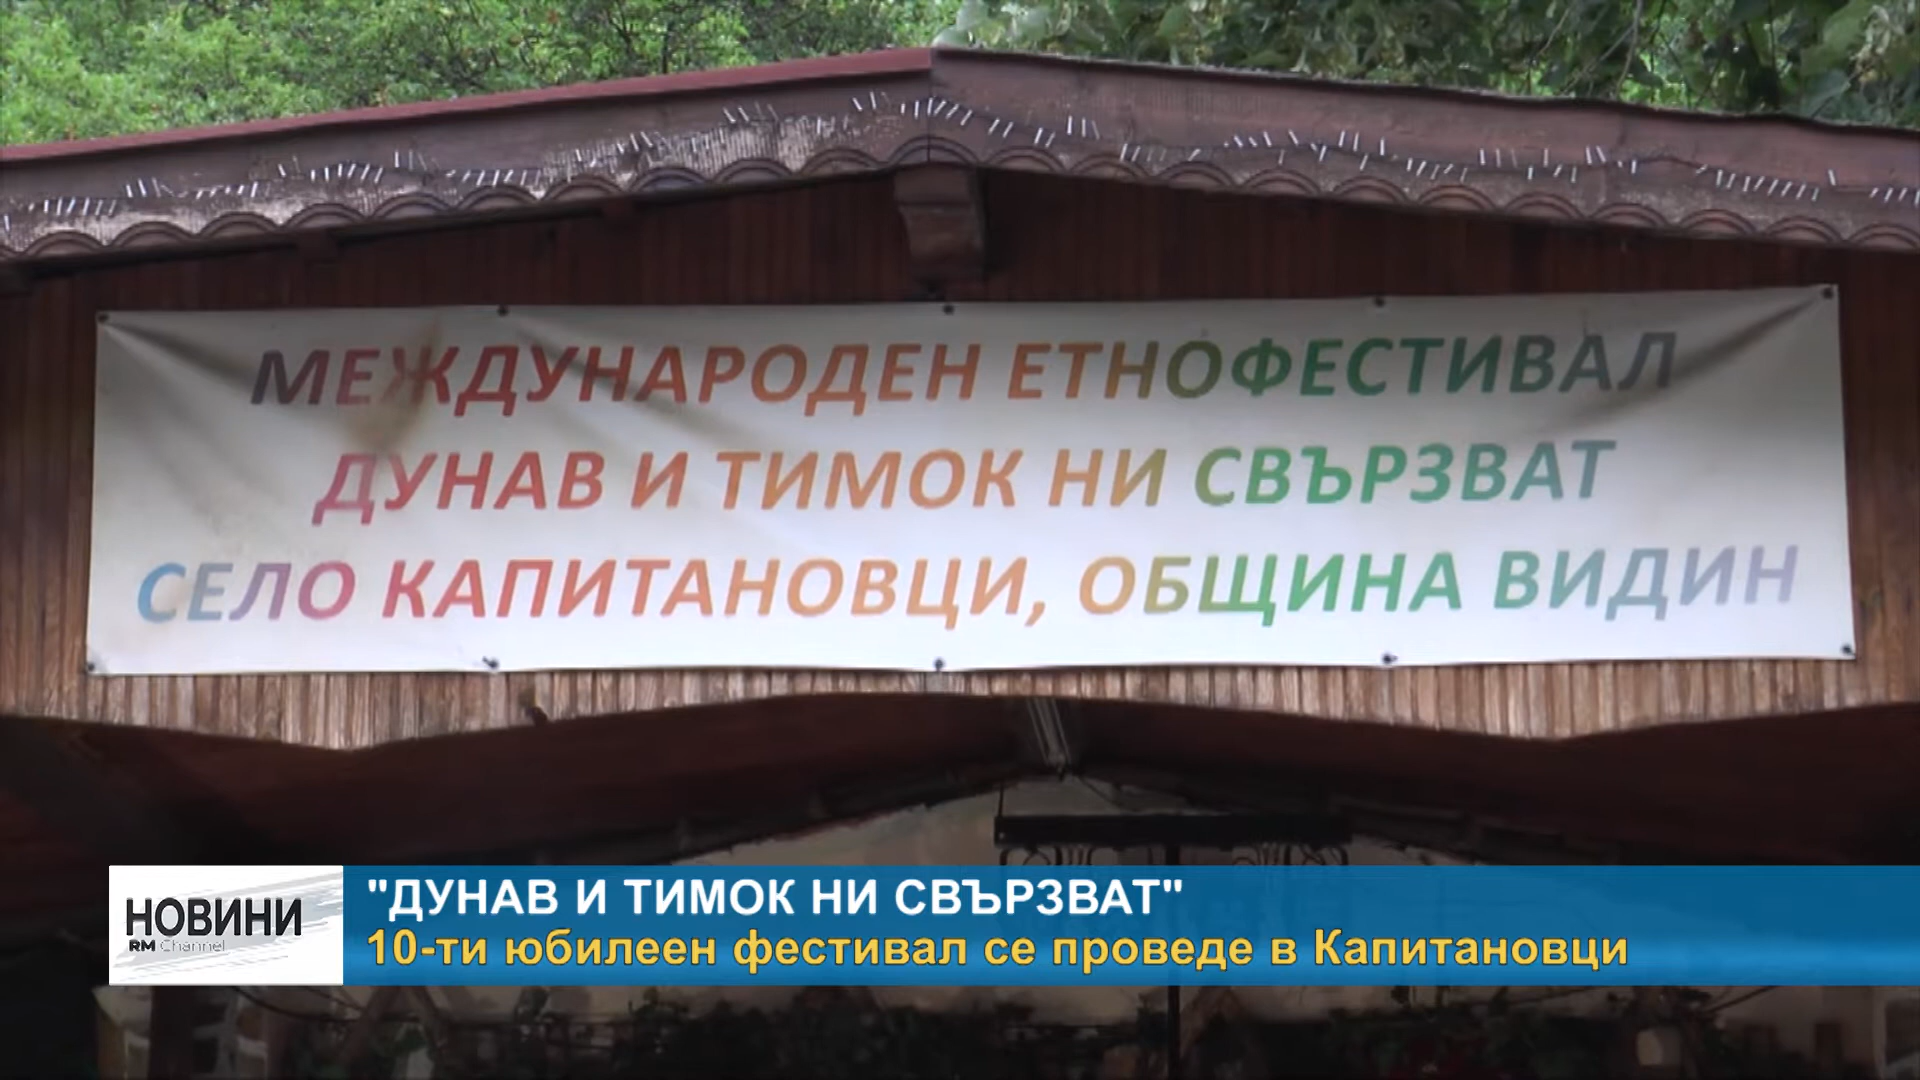 МЕЖДУНАРОДЕН ЕТНОФЕСТИВАЛ
ДУНАВ И ТИМОК НИ СВЪРЗВАТ
СЕЛО КАПИТАНОВЦИ, ОБЩИНА ВИДИН
НОВИНИ
RM Channel
"ДУНАВ И ТИМОК НИ СВЪРЗВАТ"
10-ти юбилеен фестивал се проведе в Капитановци